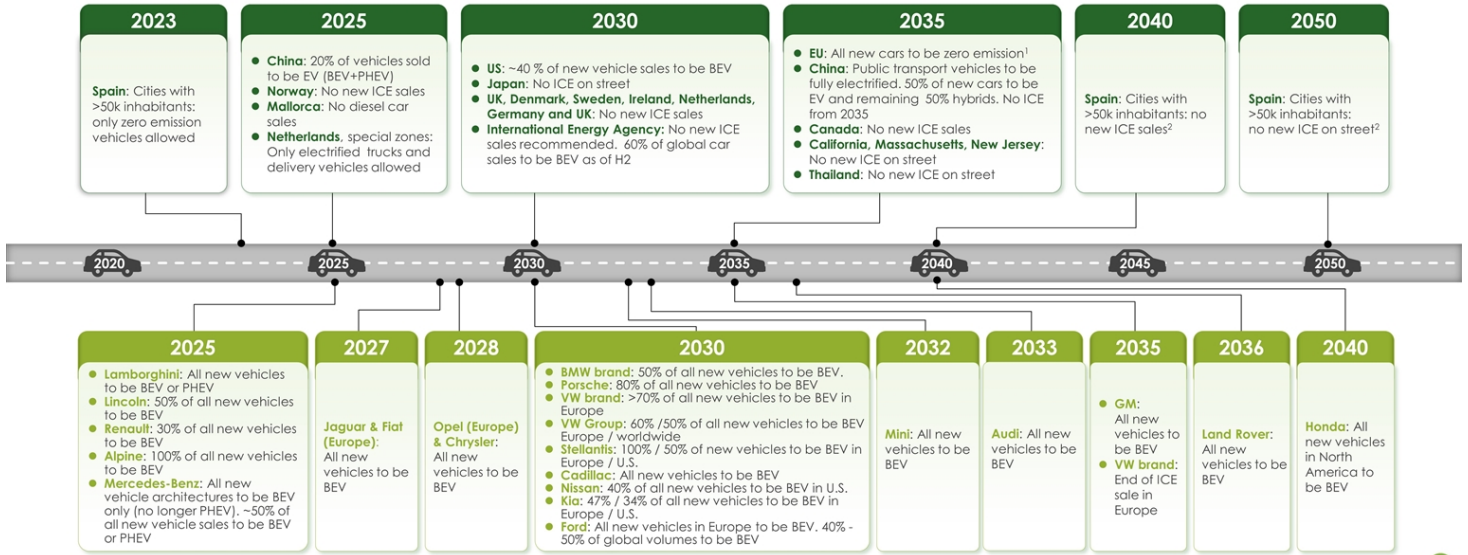 2023
Spain: Cities with
>50k inhabitants:
only zero emission
vehicles allowed
2025
China: 20% of vehicles sold
to be EV (BEV+PHEV)
Norway: No new ICE sales
Mallorca: No diesel car
sales
Netherlands, special zones:
Only electrified trucks and
delivery vehicles allowed
2030
US: ~40 % of new vehicle sales to be BEV
Japan: No ICE on street
UK, Denmark, Sweden, Ireland, Netherlands,
Germany and UK: No new ICE sales
International Energy Agency: No new ICE
sales recommended. 60% of global car
sales to be BEV as of H2
2035
EU: All new cars to be zero emission¹
China: Public transport vehicles to be
fully electrified. 50% of new cars to be
EV and remaining 50% hybrids. No ICE
from 2035
Canada: No new ICE sales
California, Massachusetts, New Jersey:
No new ICE on street
Thailand: No new ICE on street
2040
Spain: Cities with
>50k inhabitants: no
new ICE sales²
2050
Spain: Cities with
>50k inhabitants:
no new ICE on street²
2020
2025
2030
2035
2040
2045
2050
2025
Lamborghini: All new vehicles
to be BEV or PHEV
Lincoln: 50% of all new vehicles
to be BEV
Renault: 30% of all new vehicles
to be BEV
Alpine: 100% of all new vehicles
to be BEV
Mercedes-Benz: All new
vehicle architectures to be BEV
only (no longer PHEV). ~50% of
all new vehicle sales to be BEV
or PHEV
2027
Jaguar & Fiat
(Europe):
All new
vehicles to be
BEV
2028
Opel (Europe)
& Chrysler:
All new
vehicles to be
BEV
2030
BMW brand: 50% of all new vehicles to be BEV.
Porsche: 80% of all new vehicles to be BEV
VW brand: >70% of all new vehicles to be BEV in
Europe
VW Group: 60% /50% of all new vehicles to be BEV
Europe / worldwide
Stellantis: 100% / 50% of new vehicles to be BEV in
Europe / U.S.
Cadillac: All new vehicles to be BEV
Nissan: 40% of all new vehicles to be BEV in U.S.
Kia: 47% / 34% of all new vehicles to be BEV in
Europe / U.S.
Ford: All new vehicles in Europe to be BEV. 40% -
50% of global volumes to be BEV
2032
Mini: All new
vehicles to be
BEV
2033
Audi: All new
vehicles to be
BEV
2035
GM:
All new
vehicles to
be BEV
VW brand:
End of ICE
sale in
Europe
2036
Land Rover:
All new
vehicles to be
BEV
2040
Honda: All
new vehicles
in North
America to
be BEV